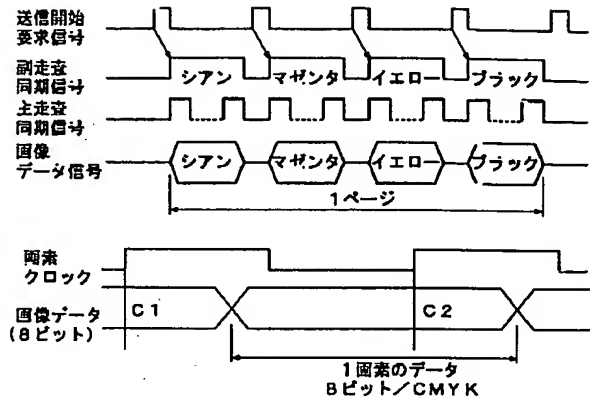 送信開始
要求信号
副走査
同期信号
シアン マゼンタ イエロー ブラック
主走査
同期信号
画像
データ信号
シアン マゼンタ イエロー ブラック
1ページ
画素
クロック
画像データ
(8ビット)
C1 C2
1画素のデータ
8ビット/CMYK